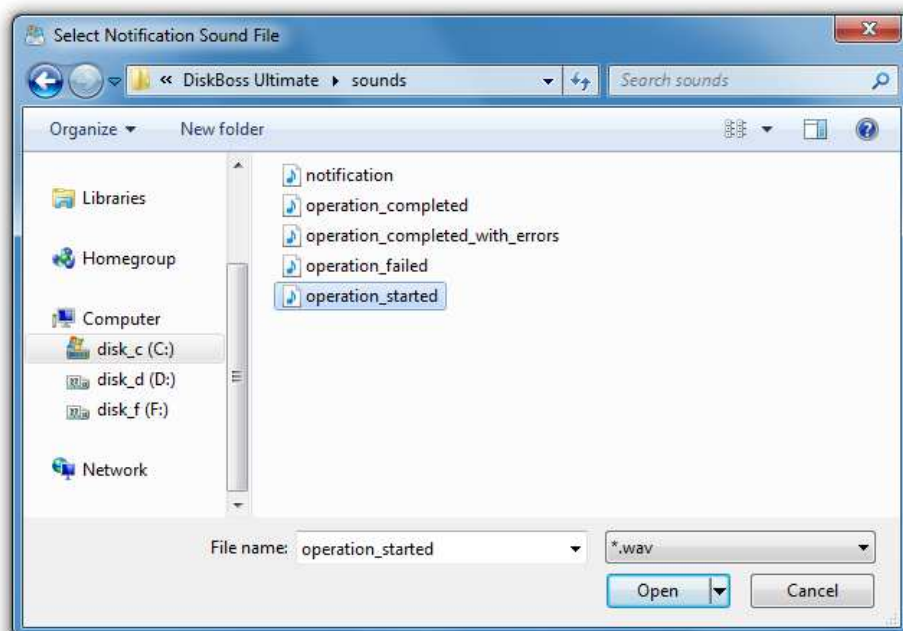 Select Notification Sound File
« DiskBoss Ultimate sounds
Search sounds
Organize New folder
Libraries
Homegroup
Computer
disk_c (C:)
disk_d (D:)
disk_f (F:)
Network
notification
operation_completed
operation_completed_with_errors
operation_failed
operation_started
File name: operation_started *.wav
Open Cancel